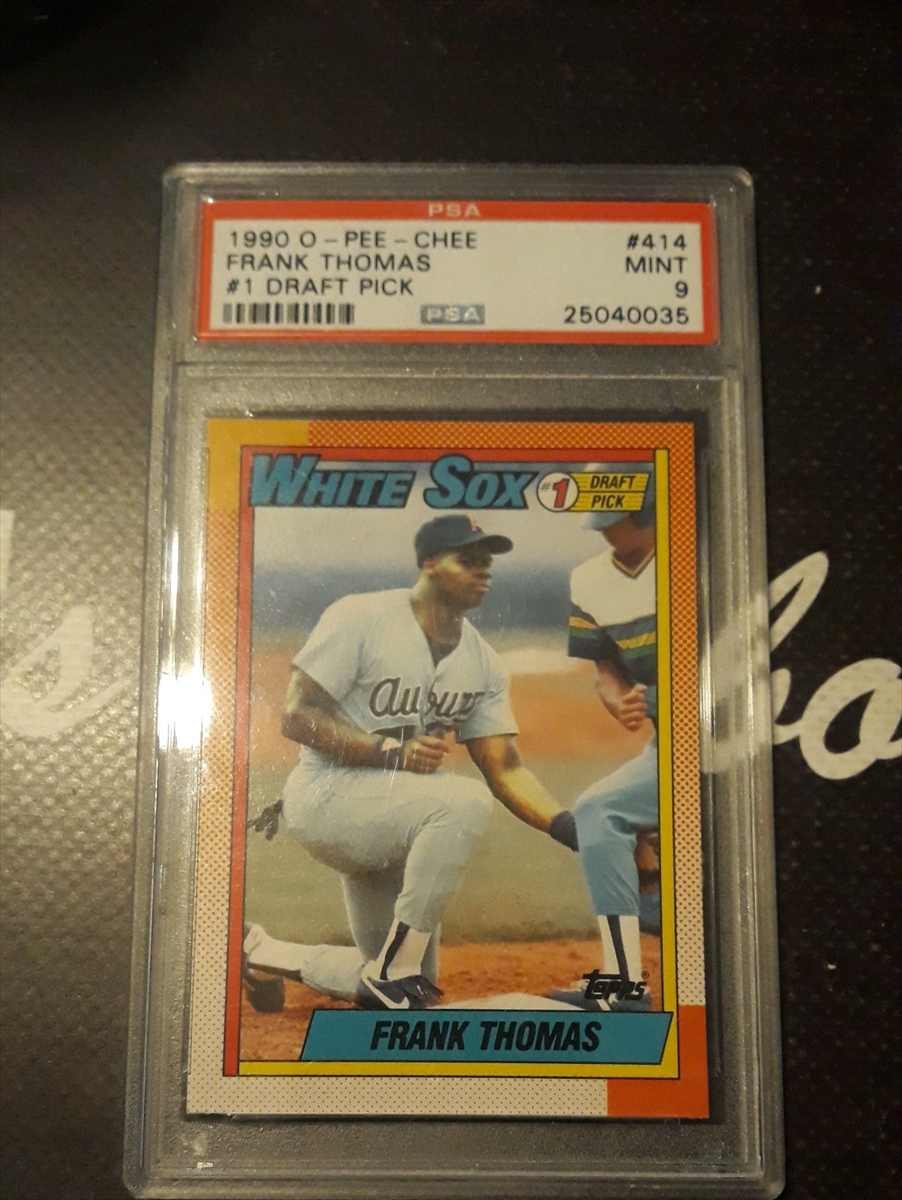 PSA
1990 O-PEE-CHEE #414
FRANK THOMAS MINT
#1 DRAFT PICK 9
PSA 25040035
WHITE SOX #1 DRAFT PICK
Auburn
topps
FRANK THOMAS